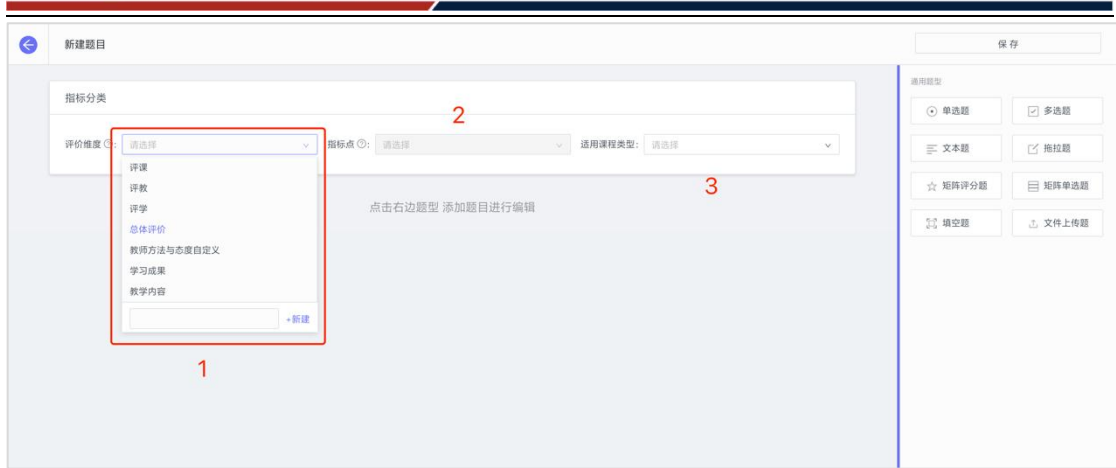 新建题目
保存
指标分类
2
评价维度 ?: 请选择 指标点 ?: 请选择 适用课程类型: 请选择
评课
评教
评学
总体评价
教师方法与态度自定义
学习成果
教学内容
+新建
1
3
点击右边题型 添加题目进行编辑
通用题型
单选题 多选题
文本题 拖拉题
矩阵评分题 矩阵单选题
填空题 文件上传题